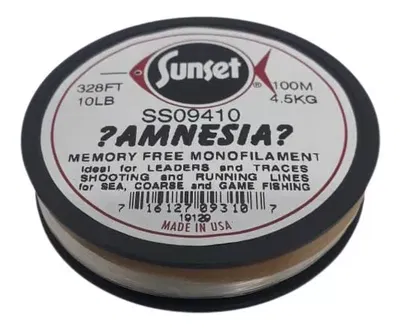 Sunset
328FT
10LB
®
100M
4.5KG
SS09410
?AMNESIA?
MEMORY FREE MONOFILAMENT
Ideal for LEADERS and TRACES
SHOOTING and RUNNING LINES
for SEA, COARSE and GAME FISHING
7 16127 09310 7
19129
MADE IN USA